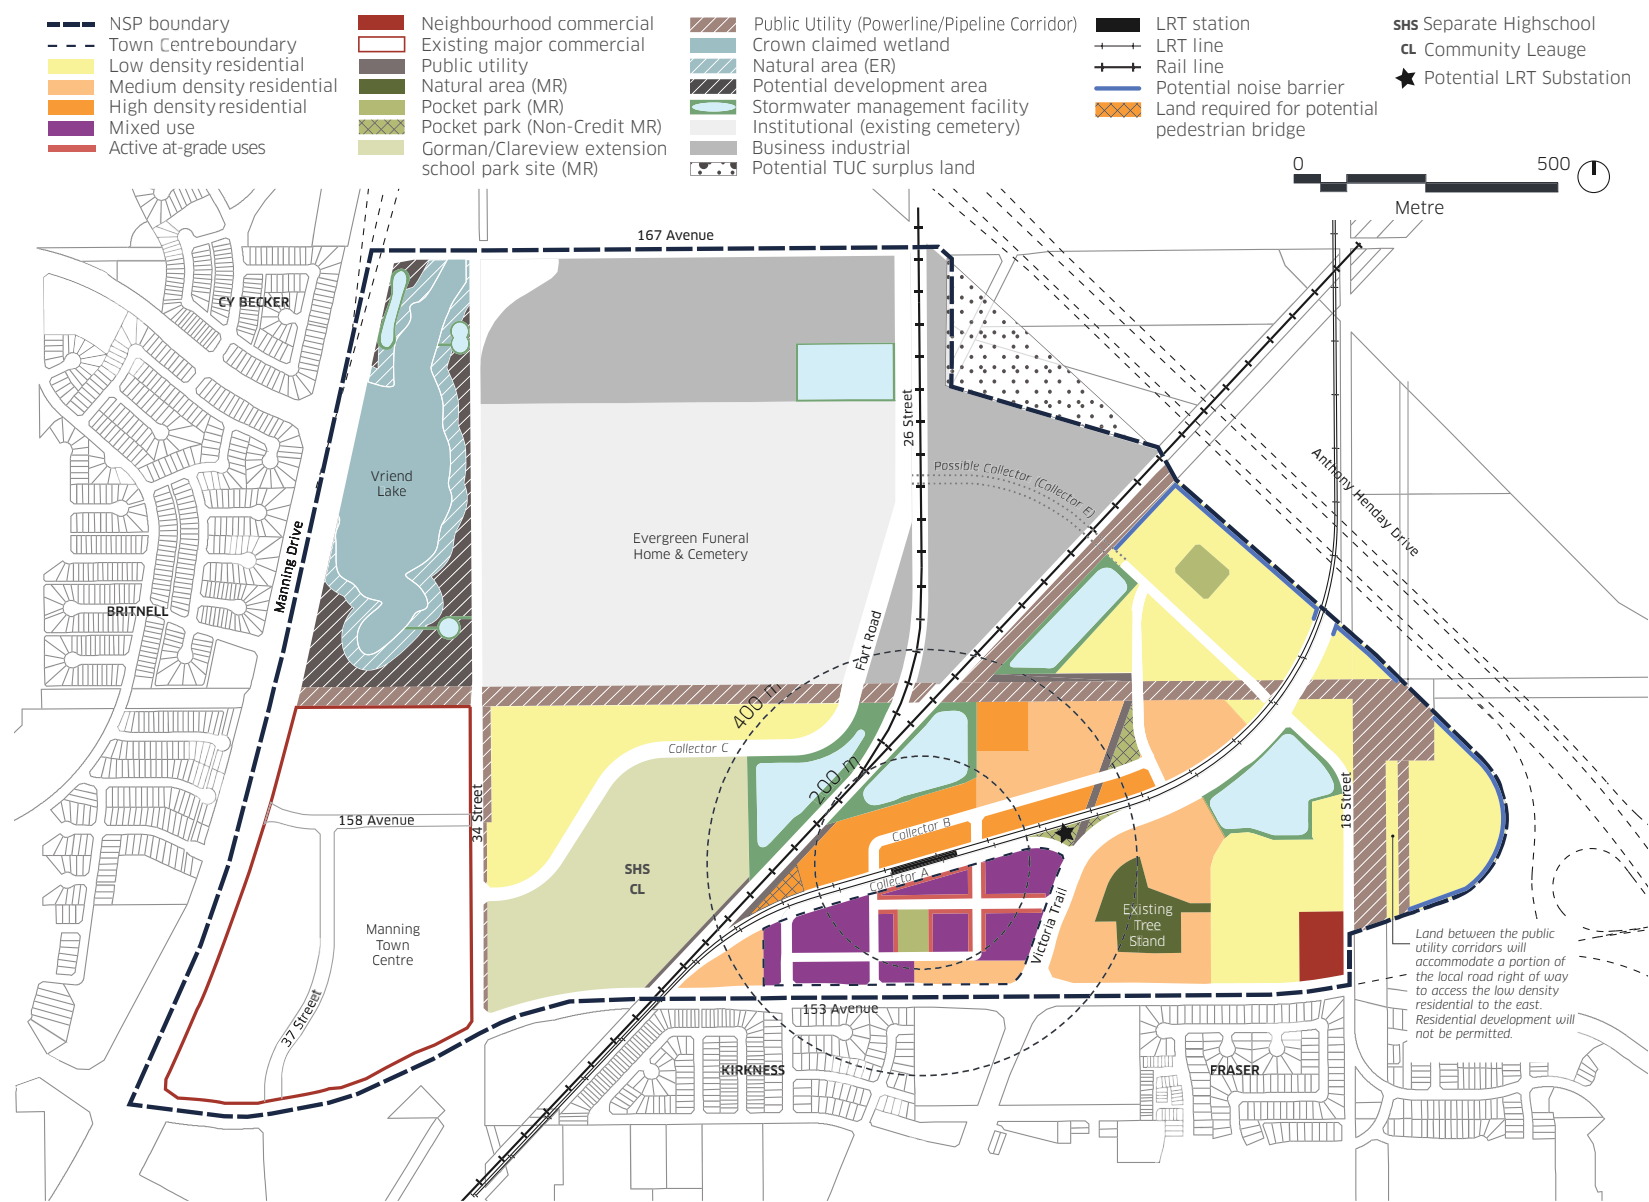 NSP boundary
Town Centre boundary
Low density residential
Medium density residential
High density residential
Mixed use
Active at-grade uses
Neighbourhood commercial
Existing major commercial
Public utility
Natural area (MR)
Pocket park (MR)
Pocket park (Non-Credit MR)
Gorman/Clareview extension
school park site (MR)
Public Utility (Powerline/Pipeline Corridor)
Crown claimed wetland
Natural area (ER)
Potential development area
Stormwater management facility
Institutional (existing cemetery)
Business industrial
Potential TUC surplus land
LRT station
LRT line
Rail line
Potential noise barrier
Land required for potential
pedestrian bridge
SHS Separate Highschool
CL Community Leauge
Potential LRT Substation
0 500
Metre
167 Avenue
CY BECKER
26 Street
Possible Collector (Collector E)
Anthony Henday Drive
Vriend
Lake
Evergreen Funeral
Home & Cemetery
Manning Drive
BRITNELL
Fort Road
400 m
Collector C
200 m
34 Street
158 Avenue
18 Street
Collector B
SHS
CL
Collector A
Victoria Trail
Existing
Tree
Stand
Manning
Town
Centre
Land between the public
utility corridors will
accommodate a portion of
the local road right of way
to access the low density
residential to the east.
Residential development will
not be permitted.
37 Street
153 Avenue
KIRKNESS
FRASER